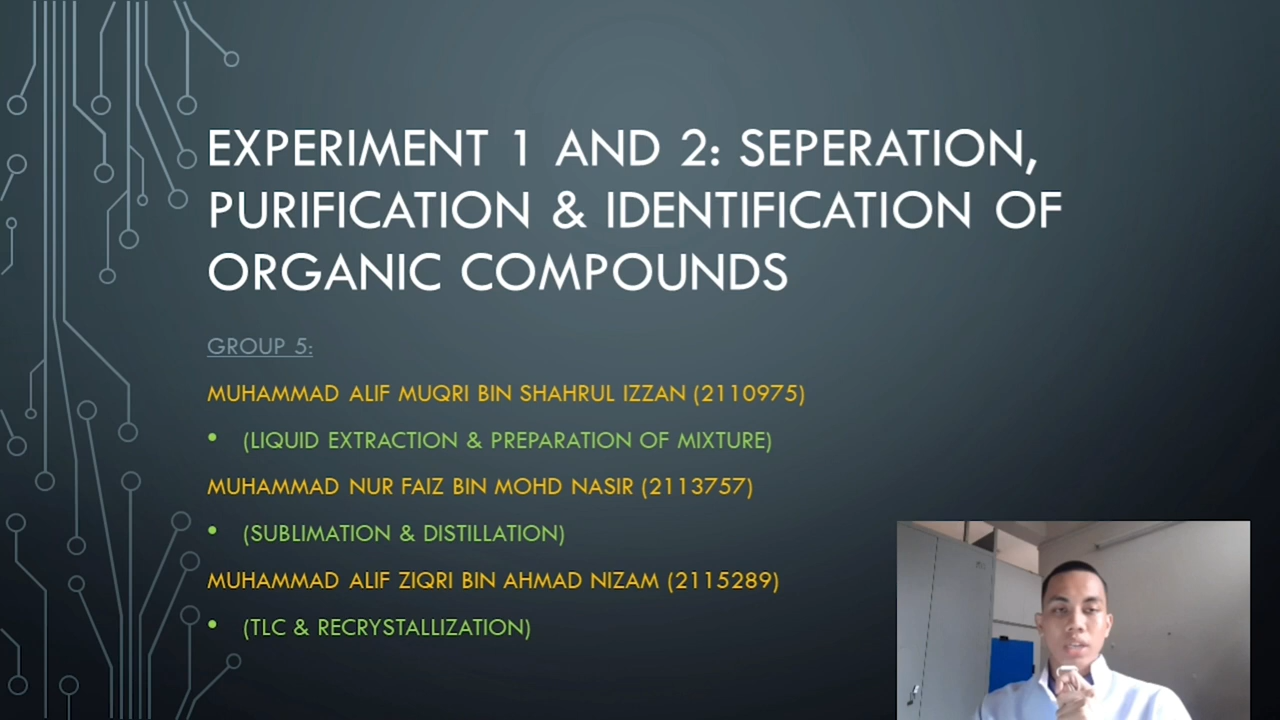 EXPERIMENT 1 AND 2: SEPERATION,
PURIFICATION & IDENTIFICATION OF
ORGANIC COMPOUNDS
GROUP 5:
MUHAMMAD ALIF MUQRI BIN SHAHRUL IZZAN (2110975)
• (LIQUID EXTRACTION & PREPARATION OF MIXTURE)
MUHAMMAD NUR FAIZ BIN MOHD NASIR (2113757)
• (SUBLIMATION & DISTILLATION)
MUHAMMAD ALIF ZIQRI BIN AHMAD NIZAM (2115289)
• (TLC & RECRYSTALLIZATION)